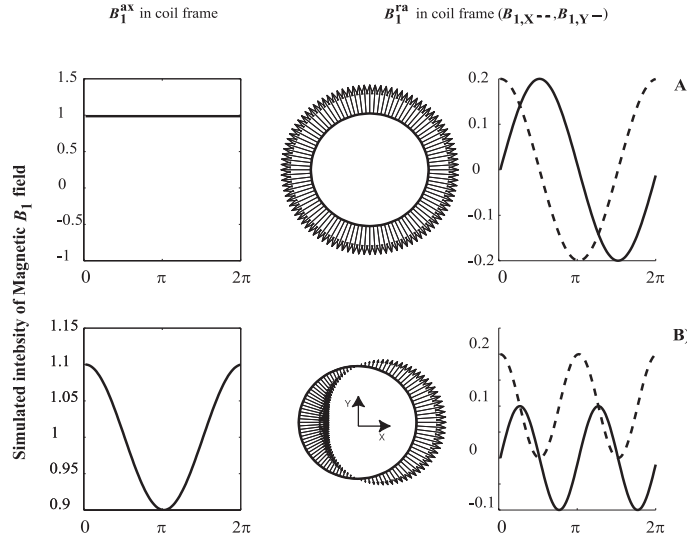 B₁ᵃˣ in coil frame
B₁ʳᵃ in coil frame (B₁,X - -, B₁,Y –)
Simulated intebsity of Magnetic B₁ field
1.5
1
0.5
0
-0.5
-1
0 π 2π
0.2
0.1
0
-0.1
-0.2
0 π 2π
A
1.15
1.1
1.05
1
0.95
0.9
0 π 2π
Y
X
0.2
0.1
0
-0.1
0 π 2π
B)